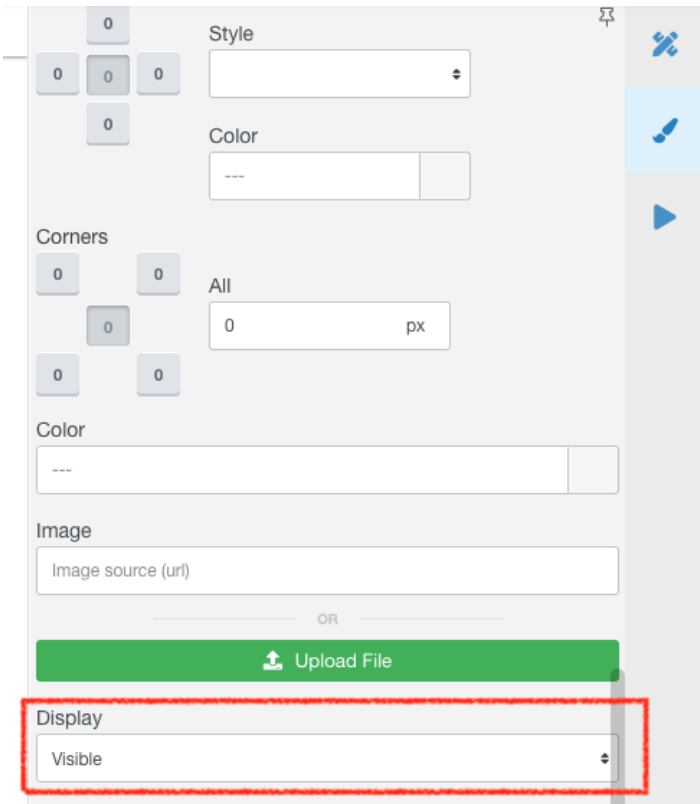 0
Style
0 0 0
0
Color
---
Corners
0 0
All
0 0 px
0 0
Color
---
Image
Image source (url)
OR
Upload File
Display
Visible